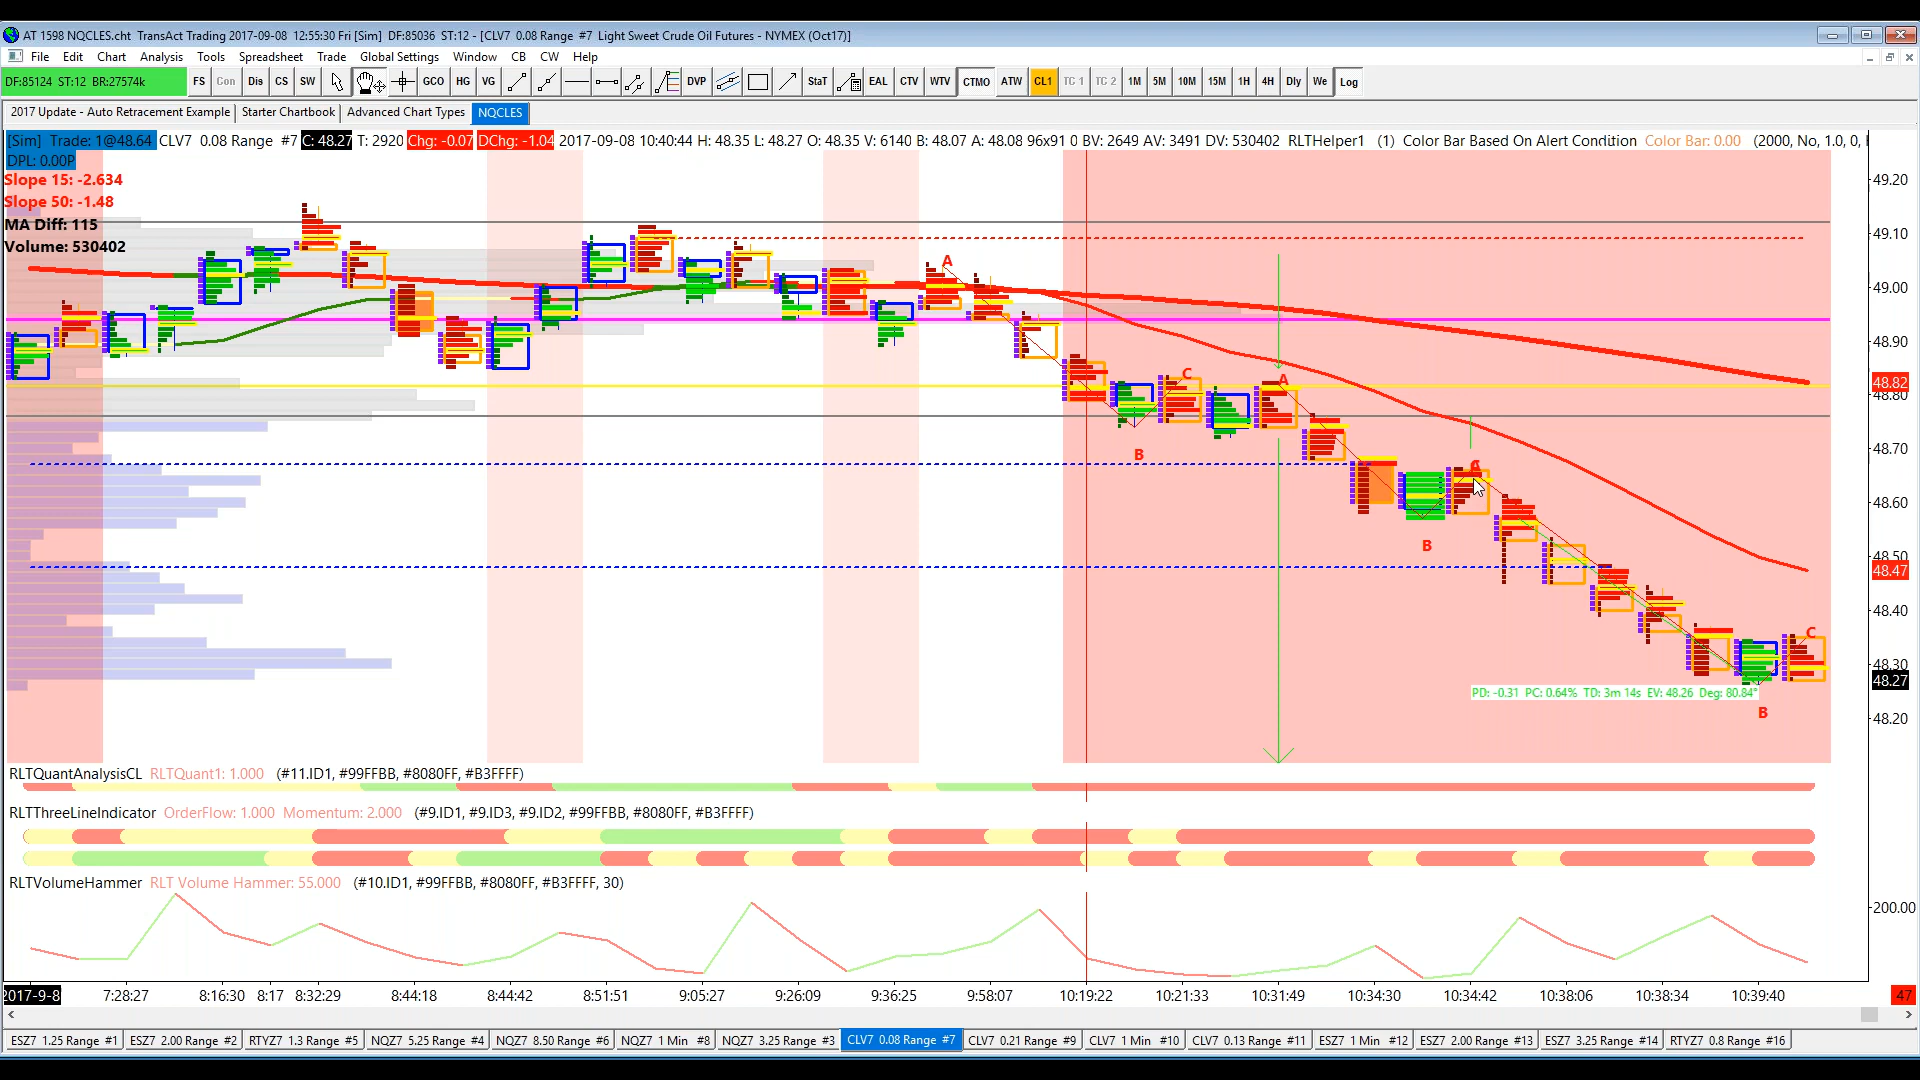 AT 1598 NQCLES.cht TransAct Trading 2017-09-08 12:55:30 Fri [Sim] DF:85036 ST:12 - [CLV7 0.08 Range #7 Light Sweet Crude Oil Futures - NYMEX (Oct17)]
File Edit Chart Analysis Tools Spreadsheet Trade Global Settings Window CB CW Help
DF:85124 ST:12 BR:27574k FS Con Dis CS SW GCO HG VG DVP StaT EAL CTV WTV CTMO ATW CL1 TC 1 TC 2 1M 5M 10M 15M 1H 4H Dly We Log
2017 Update - Auto Retracement Example Starter Chartbook Advanced Chart Types NQCLES
[Sim] Trade: 1@48.64 CLV7 0.08 Range #7 C: 48.27 T: 2920 Chg: -0.07 DChg: -1.04 2017-09-08 10:40:44 H: 48.35 L: 48.27 O: 48.35 V: 6140 B: 48.07 A: 48.08 96x91 0 BV: 2649 AV: 3491 DV: 530402 RLTHelper1 (1) Color Bar Based On Alert Condition Color Bar: 0.00 (2000, No, 1.0, 0,
DPL: 0.00P
Slope 15: -2.634
49.20
Slope 50: -1.48
MA Diff: 115
49.10
Volume: 530402
A
49.00
48.90
C
A
48.82
48.80
B
48.70
C
48.60
B
48.50
48.47
48.40
C
48.30
48.27
PD: -0.31 PC: 0.64% TD: 3m 14s EV: 48.26 Deg: 80.84°
B
48.20
RLTQuantAnalysisCL RLTQuant1: 1.000 (#11.ID1, #99FFBB, #8080FF, #B3FFFF)
RLTThreeLineIndicator OrderFlow: 1.000 Momentum: 2.000 (#9.ID1, #9.ID3, #9.ID2, #99FFBB, #8080FF, #B3FFFF)
RLTVolumeHammer RLT Volume Hammer: 55.000 (#10.ID1, #99FFBB, #8080FF, #B3FFFF, 30)
200.00
2017-9-8 7:28:27 8:16:30 8:17 8:32:29 8:44:18 8:44:42 8:51:51 9:05:27 9:26:09 9:36:25 9:58:07 10:19:22 10:21:33 10:31:49 10:34:30 10:34:42 10:38:06 10:38:34 10:39:40 47
ESZ7 1.25 Range #1 ESZ7 2.00 Range #2 RTYZ7 1.3 Range #5 NQZ7 5.25 Range #4 NQZ7 8.50 Range #6 NQZ7 1 Min #8 NQZ7 3.25 Range #3 CLV7 0.08 Range #7 CLV7 0.21 Range #9 CLV7 1 Min #10 CLV7 0.13 Range #11 ESZ7 1 Min #12 ESZ7 2.00 Range #13 ESZ7 3.25 Range #14 RTYZ7 0.8 Range #16